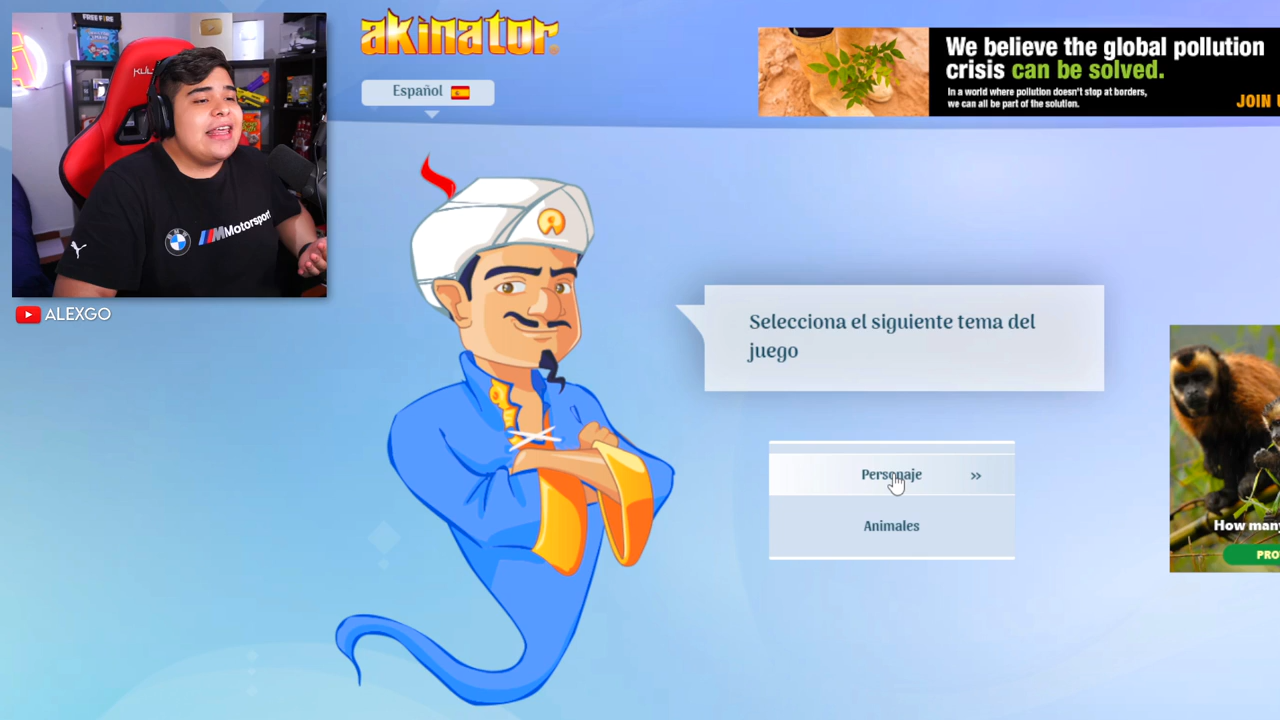 FREE FIRE
akinator
Español
We believe the global pollution
crisis can be solved.
In a world where pollution doesn't stop at borders,
we can all be part of the solution.
JOIN
BMW
Motorsport
ALEXGO
Selecciona el siguiente tema del
juego
Personaje »
Animales
How many
PRO